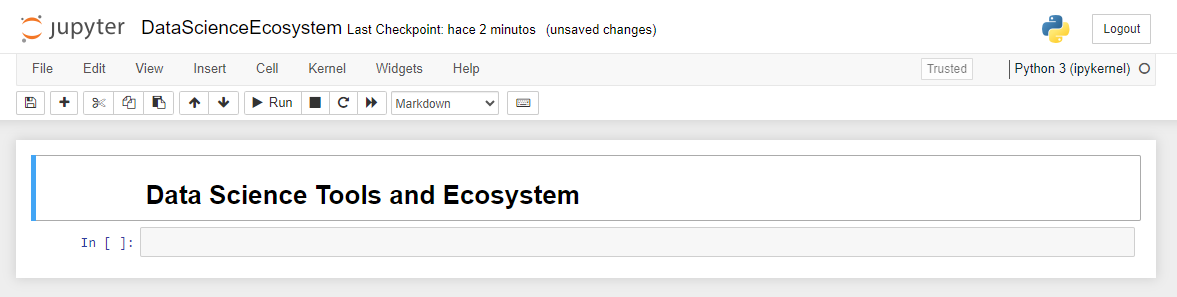 jupyter DataScienceEcosystem Last Checkpoint: hace 2 minutos (unsaved changes) Logout
File Edit View Insert Cell Kernel Widgets Help Trusted Python 3 (ipykernel)
Run Markdown
Data Science Tools and Ecosystem
In [ ]: